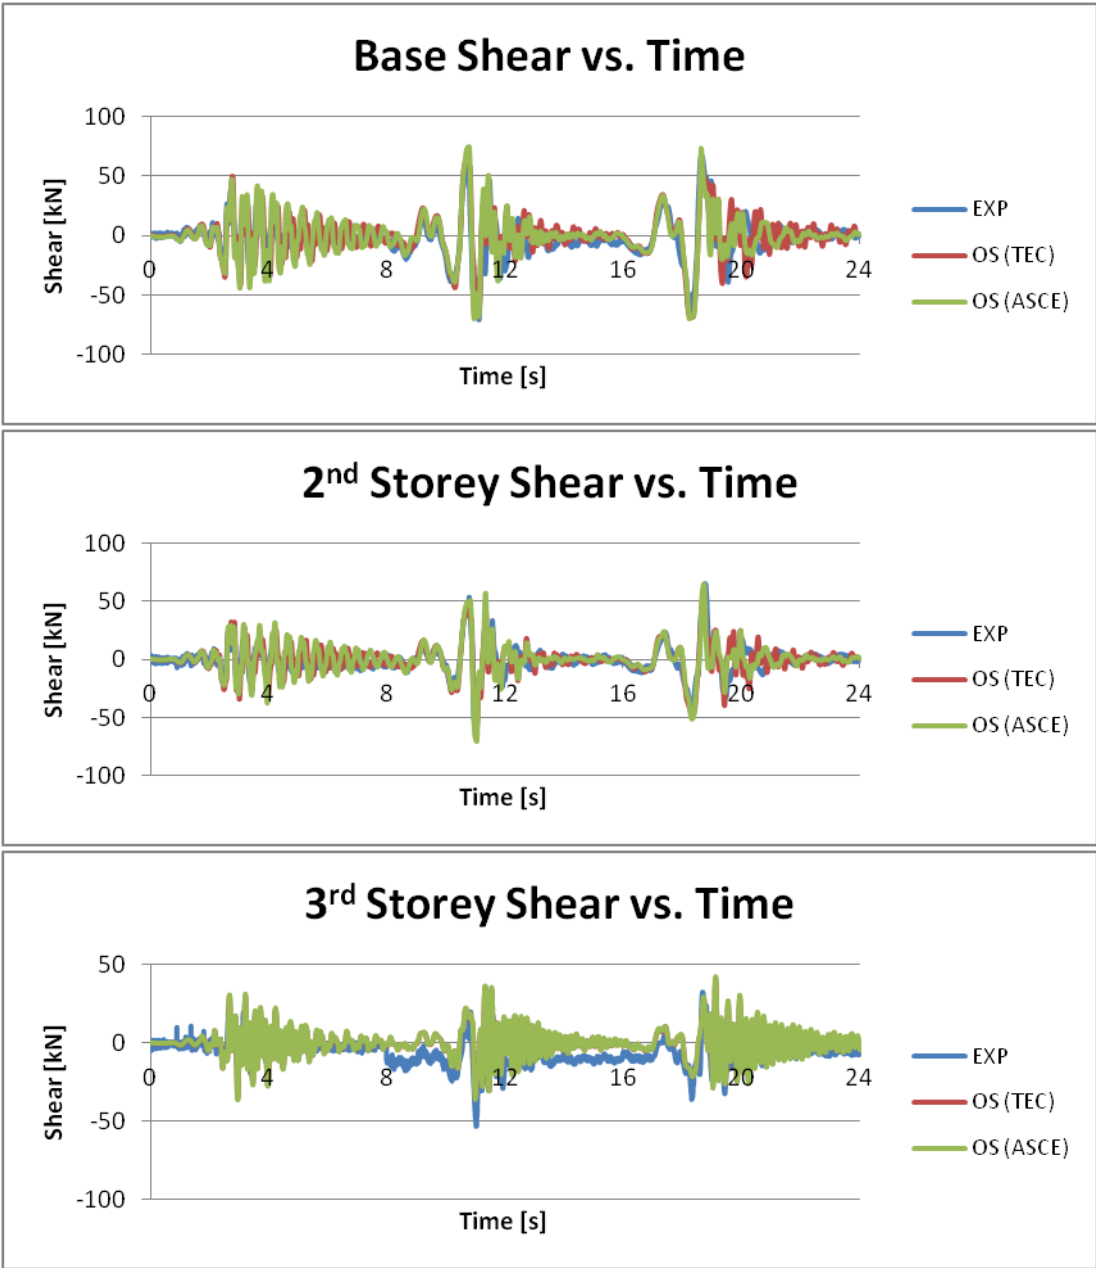 Base Shear vs. Time
100
50
0
-50
-100
Shear [kN]
0 4 8 12 16 20 24
Time [s]
EXP
OS (TEC)
OS (ASCE)
2nd Storey Shear vs. Time
100
50
0
-50
-100
Shear [kN]
0 4 8 12 16 20 24
Time [s]
EXP
OS (TEC)
OS (ASCE)
3rd Storey Shear vs. Time
50
0
-50
-100
Shear [kN]
0 4 8 12 16 20 24
Time [s]
EXP
OS (TEC)
OS (ASCE)